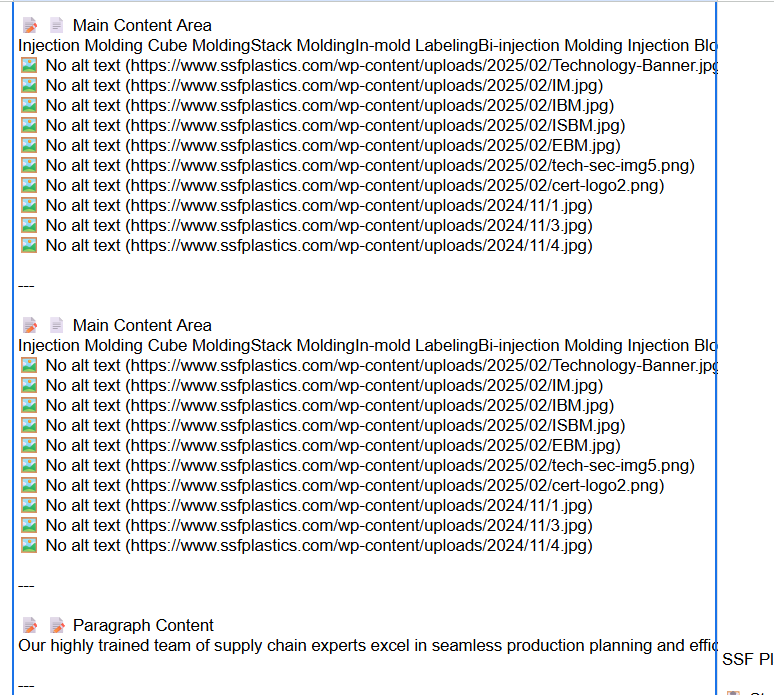 Main Content Area
Injection Molding Cube MoldingStack MoldingIn-mold LabelingBi-injection Molding Injection Blo
No alt text (https://www.ssfplastics.com/wp-content/uploads/2025/02/Technology-Banner.jpg
No alt text (https://www.ssfplastics.com/wp-content/uploads/2025/02/IM.jpg)
No alt text (https://www.ssfplastics.com/wp-content/uploads/2025/02/IBM.jpg)
No alt text (https://www.ssfplastics.com/wp-content/uploads/2025/02/ISBM.jpg)
No alt text (https://www.ssfplastics.com/wp-content/uploads/2025/02/EBM.jpg)
No alt text (https://www.ssfplastics.com/wp-content/uploads/2025/02/tech-sec-img5.png)
No alt text (https://www.ssfplastics.com/wp-content/uploads/2025/02/cert-logo2.png)
No alt text (https://www.ssfplastics.com/wp-content/uploads/2024/11/1.jpg)
No alt text (https://www.ssfplastics.com/wp-content/uploads/2024/11/3.jpg)
No alt text (https://www.ssfplastics.com/wp-content/uploads/2024/11/4.jpg)
---
Main Content Area
Injection Molding Cube MoldingStack MoldingIn-mold LabelingBi-injection Molding Injection Blo
No alt text (https://www.ssfplastics.com/wp-content/uploads/2025/02/Technology-Banner.jpg
No alt text (https://www.ssfplastics.com/wp-content/uploads/2025/02/IM.jpg)
No alt text (https://www.ssfplastics.com/wp-content/uploads/2025/02/IBM.jpg)
No alt text (https://www.ssfplastics.com/wp-content/uploads/2025/02/ISBM.jpg)
No alt text (https://www.ssfplastics.com/wp-content/uploads/2025/02/EBM.jpg)
No alt text (https://www.ssfplastics.com/wp-content/uploads/2025/02/tech-sec-img5.png)
No alt text (https://www.ssfplastics.com/wp-content/uploads/2025/02/cert-logo2.png)
No alt text (https://www.ssfplastics.com/wp-content/uploads/2024/11/1.jpg)
No alt text (https://www.ssfplastics.com/wp-content/uploads/2024/11/3.jpg)
No alt text (https://www.ssfplastics.com/wp-content/uploads/2024/11/4.jpg)
---
Paragraph Content
Our highly trained team of supply chain experts excel in seamless production planning and effic
SSF Pl
---